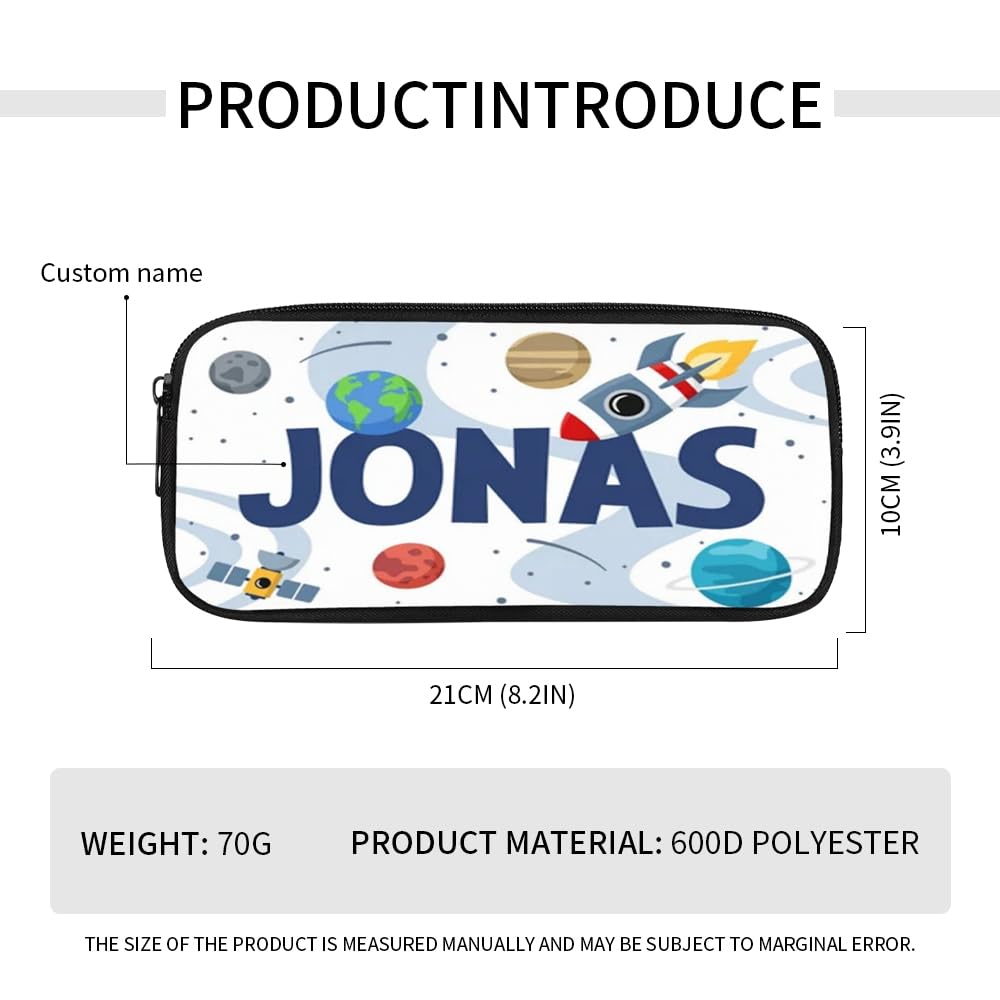 PRODUCTINTRODUCE
Custom name
JONAS
10CM (3.9IN)
21CM (8.2IN)
WEIGHT: 70G
PRODUCT MATERIAL: 600D POLYESTER
THE SIZE OF THE PRODUCT IS MEASURED MANUALLY AND MAY BE SUBJECT TO MARGINAL ERROR.